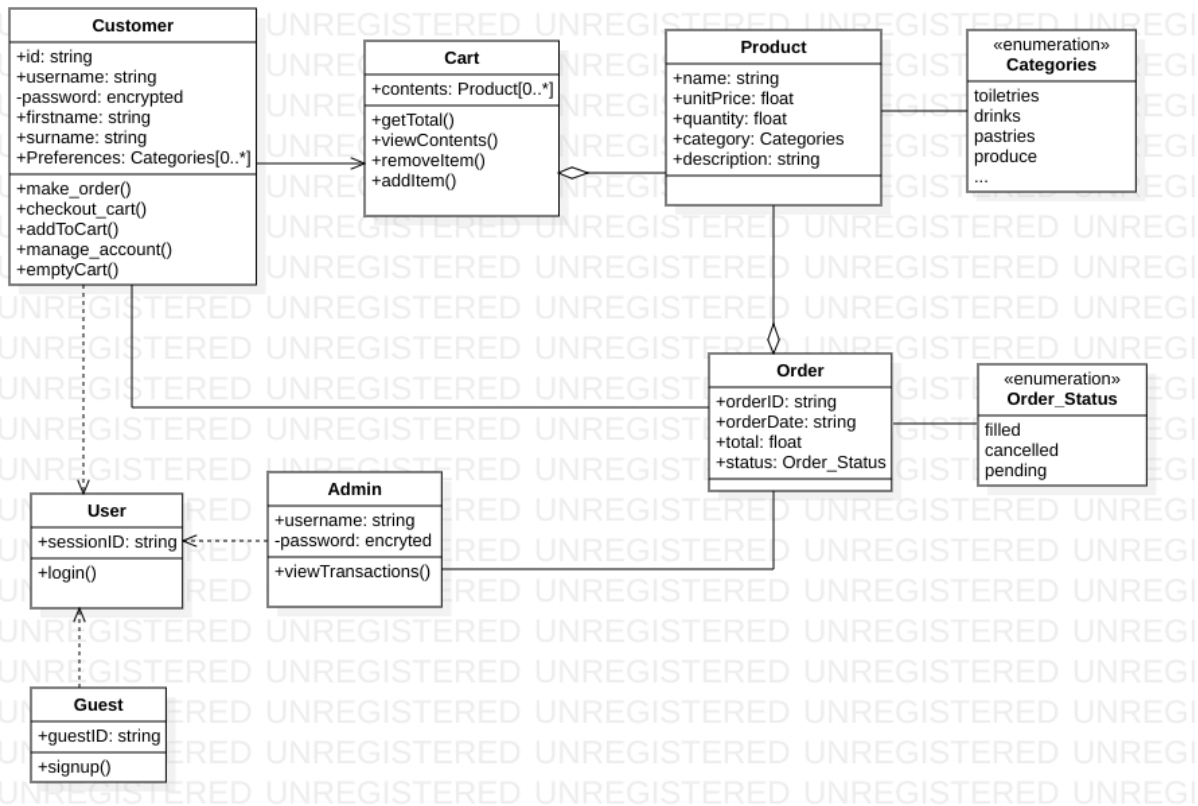 Customer
+id: string
+username: string
-password: encrypted
+firstname: string
+surname: string
+Preferences: Categories[0..*]
+make_order()
+checkout_cart()
+addToCart()
+manage_account()
+emptyCart()
Cart
+contents: Product[0..*]
+getTotal()
+viewContents()
+removeItem()
+addItem()
Product
+name: string
+unitPrice: float
+quantity: float
+category: Categories
+description: string
«enumeration»
Categories
toiletries
drinks
pastries
produce
...
Order
+orderID: string
+orderDate: string
+total: float
+status: Order_Status
«enumeration»
Order_Status
filled
cancelled
pending
User
+sessionID: string
+login()
Admin
+username: string
-password: encryted
+viewTransactions()
Guest
+guestID: string
+signup()
UNREGISTERED